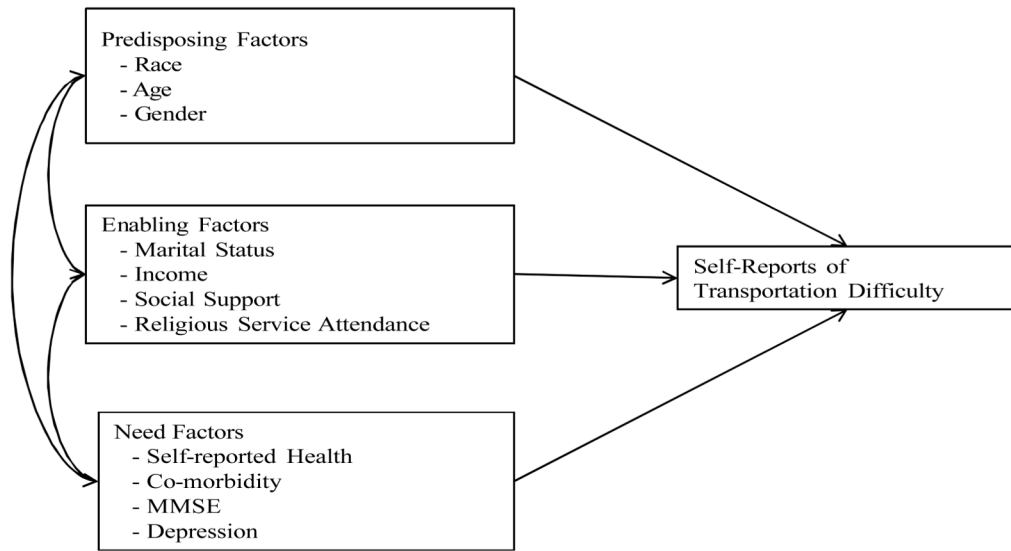 Predisposing Factors
- Race
- Age
- Gender
Enabling Factors
- Marital Status
- Income
- Social Support
- Religious Service Attendance
Self-Reports of
Transportation Difficulty
Need Factors
- Self-reported Health
- Co-morbidity
- MMSE
- Depression